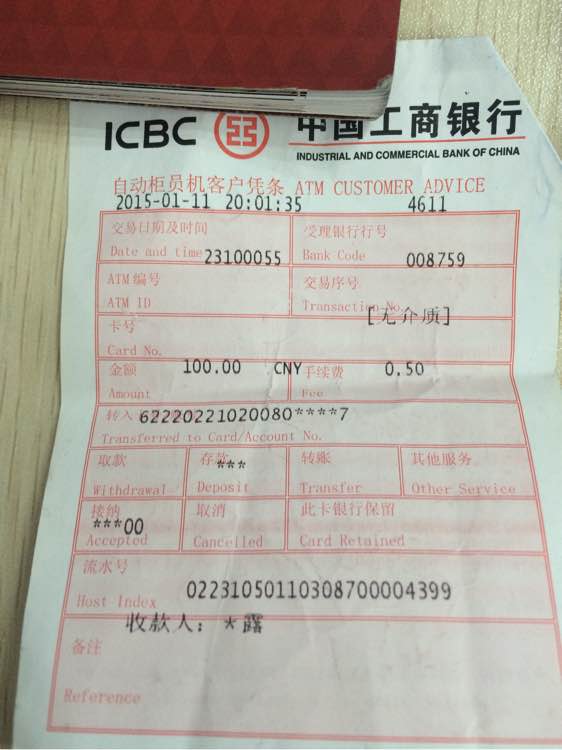 ICBC 中国工商银行
INDUSTRIAL AND COMMERCIAL BANK OF CHINA
自动柜员机客户凭条 ATM CUSTOMER ADVICE
2015-01-11 20:01:35 4611
交易日期及时间 受理银行行号
Date and time 23100055 Bank Code 008759
ATM 编号 交易序号
ATM ID Transaction No.
[无介质]
卡号
Card No.
金额 100.00 CNY 手续费 0.50
Amount Fee
转入 62220221020080****7
Transferred to Card/Account No.
取款 存款 转账 其他服务
***
Withdrawal Deposit Transfer Other Service
接纳 取消 此卡银行保留
***00
Accepted Cancelled Card Retained
流水号
Host Index 02231050110308700004399
收款人：*露
备注
Reference